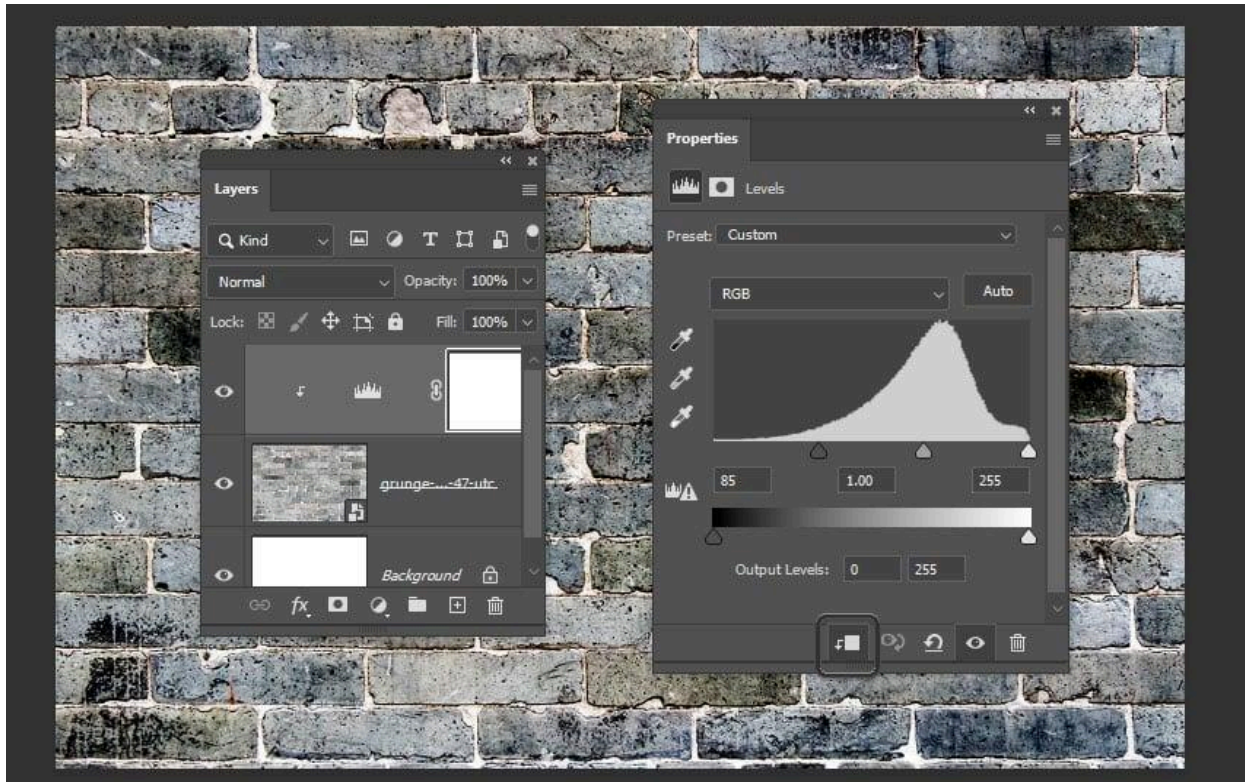 Layers
Kind
Normal
Opacity: 100%
Lock:
Fill: 100%
grunge-...-47-utc
Background
fx
Properties
Levels
Preset: Custom
RGB
Auto
85
1.00
255
Output Levels: 0 255